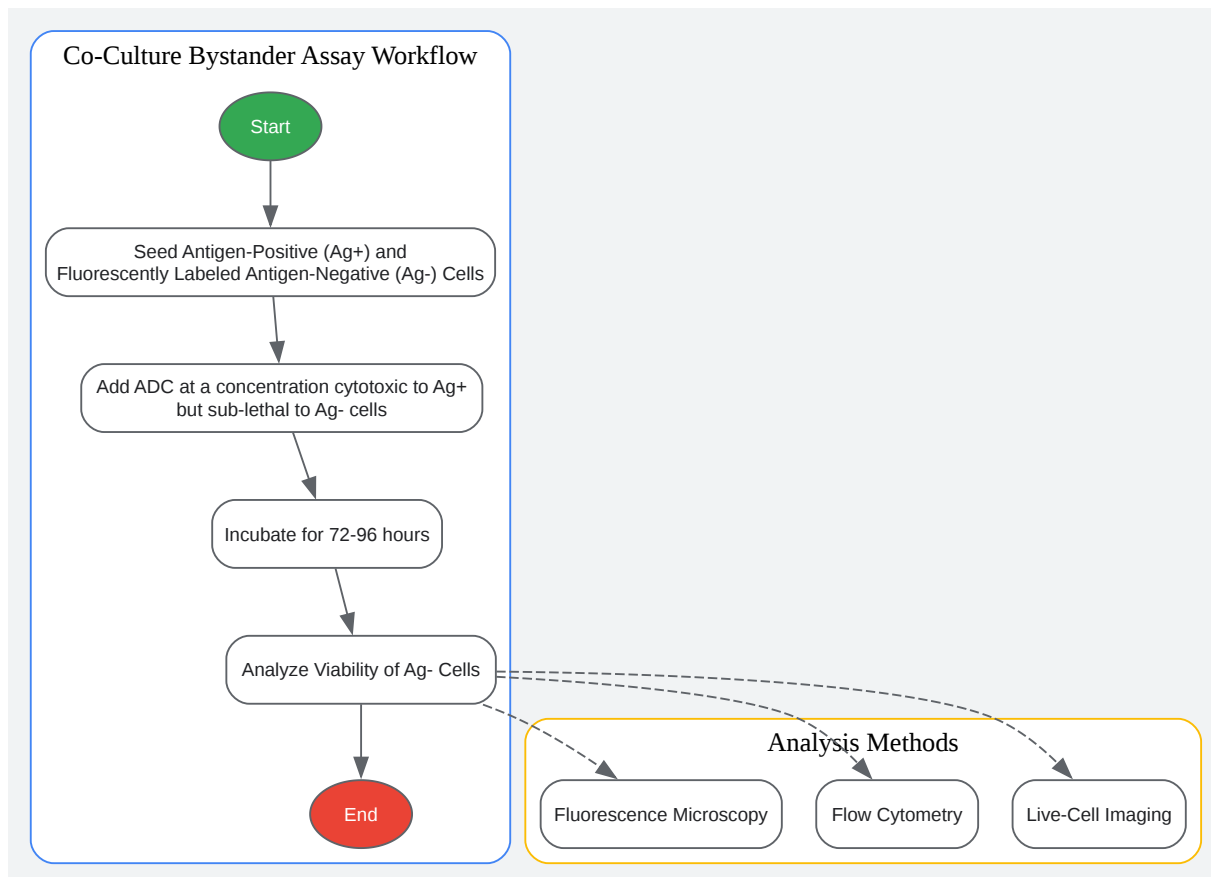 Co-Culture Bystander Assay Workflow
Start
Seed Antigen-Positive (Ag+) and
Fluorescently Labeled Antigen-Negative (Ag-) Cells
Add ADC at a concentration cytotoxic to Ag+
but sub-lethal to Ag- cells
Incubate for 72-96 hours
Analyze Viability of Ag- Cells
End
Analysis Methods
Fluorescence Microscopy
Flow Cytometry
Live-Cell Imaging